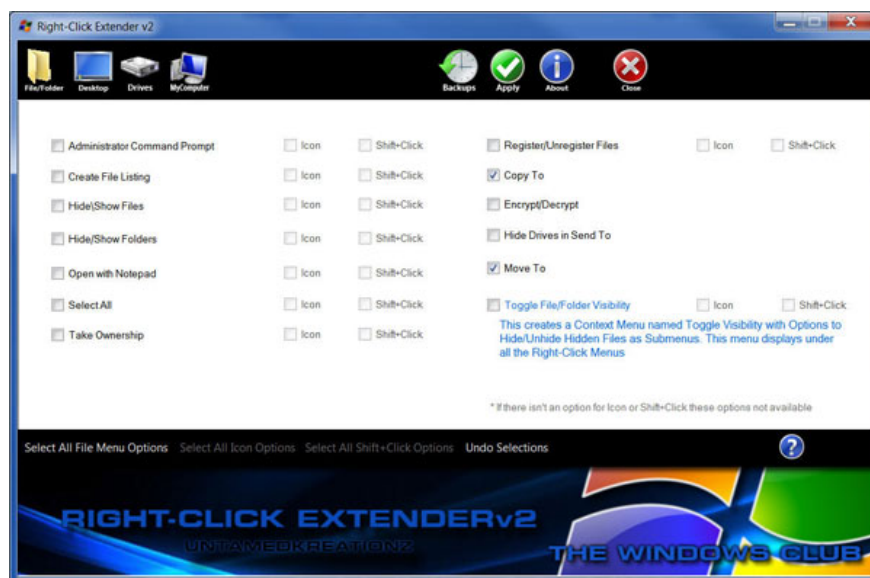 Right-Click Extender v2
File/Folder Desktop Drives MyComputer Backups Apply About Close
Administrator Command Prompt Icon Shift+Click
Create File Listing Icon Shift+Click
Hide\Show Files Icon Shift+Click
Hide/Show Folders Icon Shift+Click
Open with Notepad Icon Shift+Click
Select All Icon Shift+Click
Take Ownership Icon Shift+Click
Register/Unregister Files Icon Shift+Click
Copy To
Encrypt/Decrypt
Hide Drives in Send To
Move To
Toggle File/Folder Visibility Icon Shift+Click
This creates a Context Menu named Toggle Visibility with Options to
Hide/Unhide Hidden Files as Submenus. This menu displays under
all the Right-Click Menus
* If there isn't an option for Icon or Shift+Click these options not available
Select All File Menu Options Select All Icon Options Select All Shift+Click Options Undo Selections ?
RIGHT-CLICK EXTENDERv2
UNTAMEDKREATIONZ
THE WINDOWS CLUB